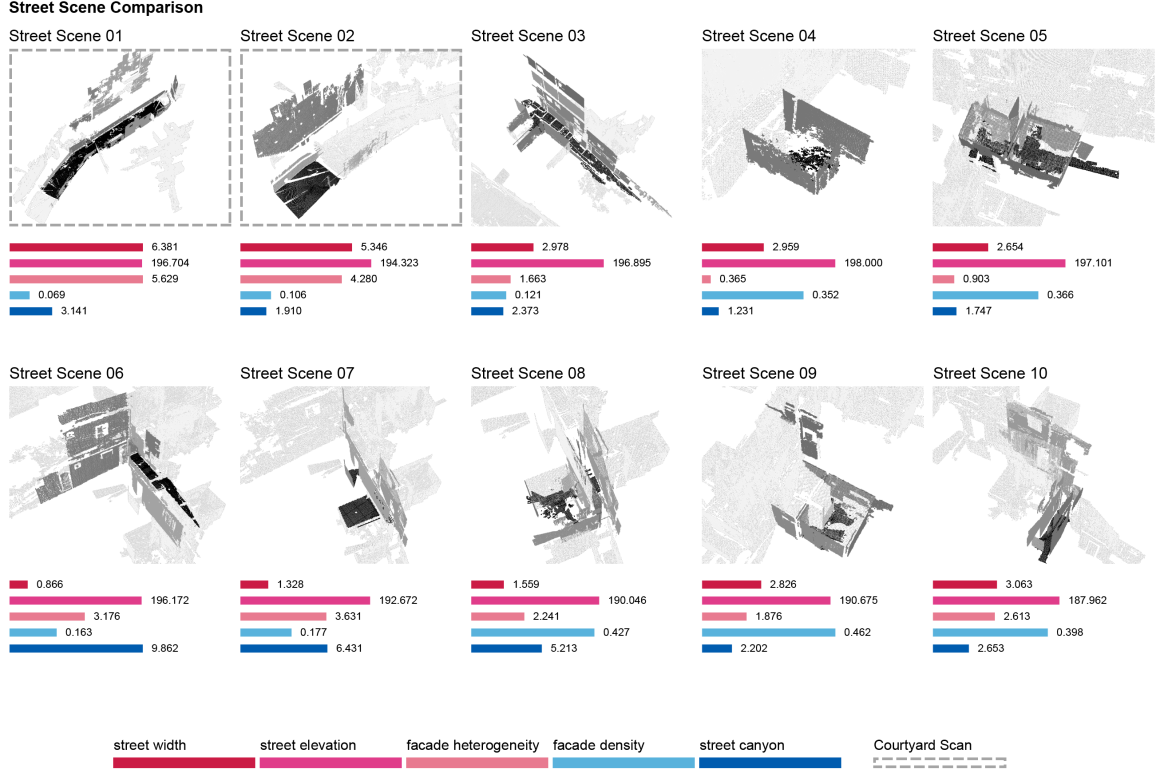 Street Scene Comparison
Street Scene 01
Street Scene 02
Street Scene 03
Street Scene 04
Street Scene 05
6.381
196.704
5.629
0.069
3.141
5.346
194.323
4.280
0.106
1.910
2.978
196.895
1.663
0.121
2.373
2.959
198.000
0.365
0.352
1.231
2.654
197.101
0.903
0.366
1.747
Street Scene 06
Street Scene 07
Street Scene 08
Street Scene 09
Street Scene 10
0.866
196.172
3.176
0.163
9.862
1.328
192.672
3.631
0.177
6.431
1.559
190.046
2.241
0.427
5.213
2.826
190.675
1.876
0.462
2.202
3.063
187.962
2.613
0.398
2.653
street width
street elevation
facade heterogeneity
facade density
street canyon
Courtyard Scan